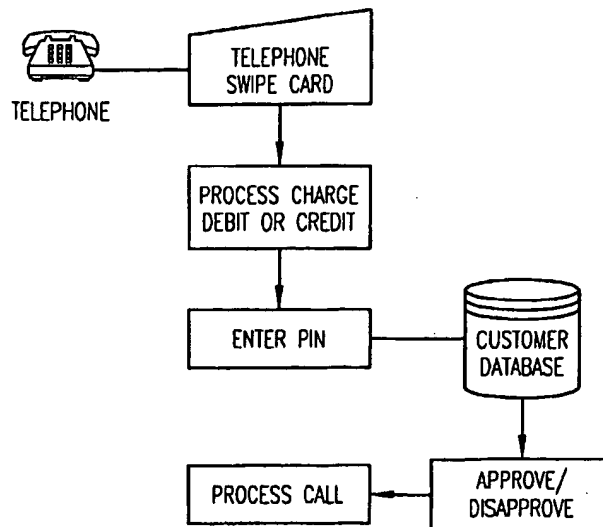 TELEPHONE
SWIPE CARD
TELEPHONE
PROCESS CHARGE
DEBIT OR CREDIT
ENTER PIN
CUSTOMER
DATABASE
PROCESS CALL
APPROVE/
DISAPPROVE